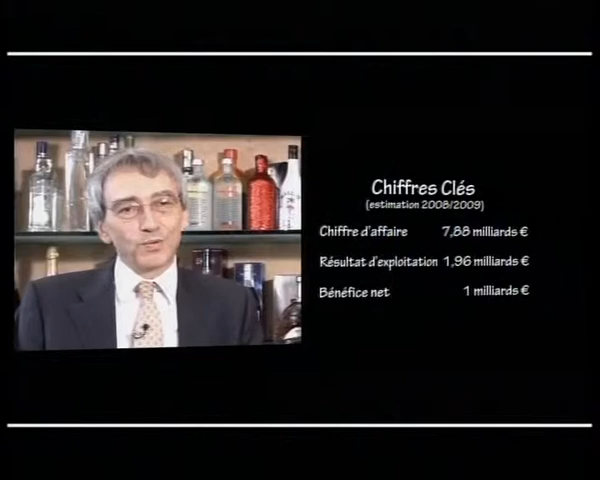 Chiffres Clés
(estimation 2008/2009)
Chiffre d'affaire 7,88 milliards €
Résultat d'exploitation 1,96 milliards €
Bénéfice net 1 milliards €